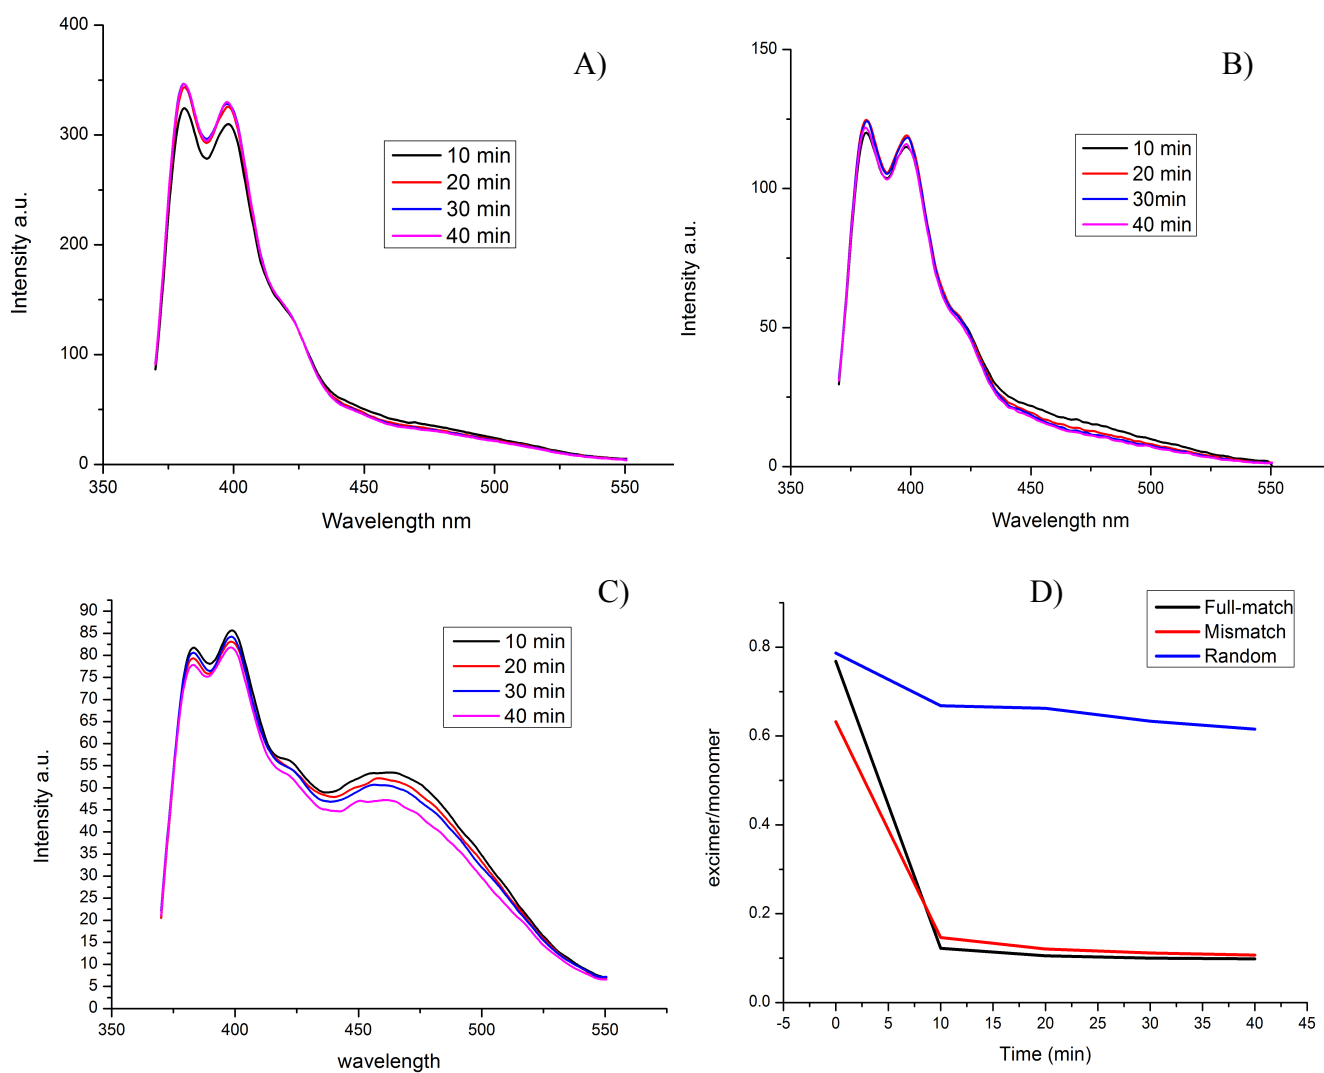 A)
400
300
200
100
0
Intensity a.u.
10 min
20 min
30 min
40 min
350
400
450
500
550
Wavelength nm
B)
150
100
50
0
Intensity a.u.
10 min
20 min
30min
40 min
350
400
450
500
550
Wavelength nm
C)
90
85
80
75
70
65
60
55
50
45
40
35
30
25
20
15
10
5
0
Intensity a.u.
10 min
20 min
30 min
40 min
350
400
450
500
550
wavelength
D)
Full-match
Mismatch
Random
0.8
0.6
0.4
0.2
0.0
excimer/monomer
-5
0
5
10
15
20
25
30
35
40
45
Time (min)